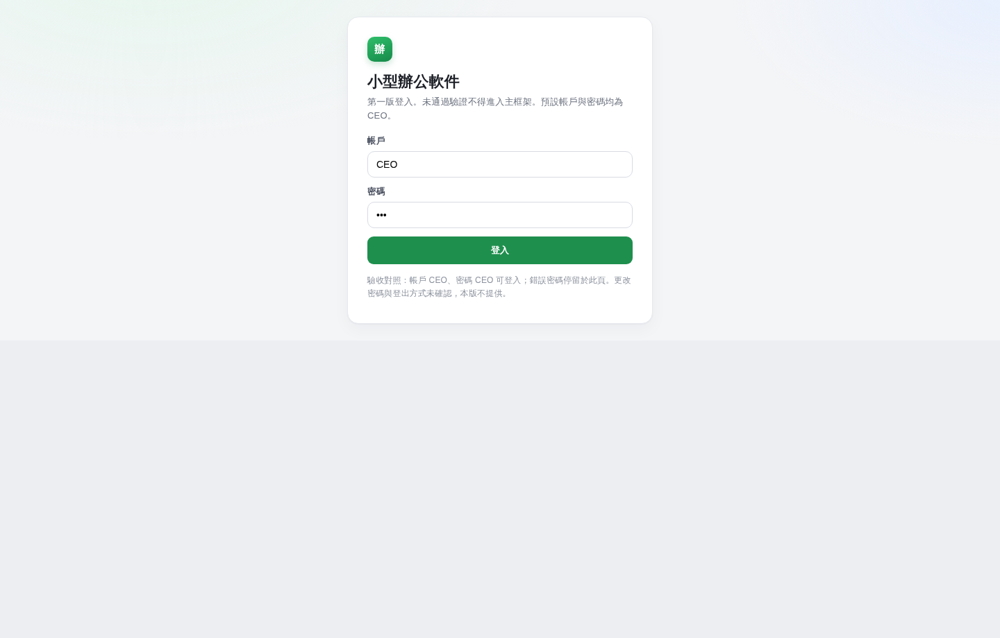 辦
小型辦公軟件
第一版登入。未通過驗證不得進入主框架。預設帳戶與密碼均為
CEO。
帳戶
CEO
密碼
•••
登入
驗收對照：帳戶 CEO、密碼 CEO 可登入；錯誤密碼停留於此頁。更改
密碼與登出方式未確認，本版不提供。